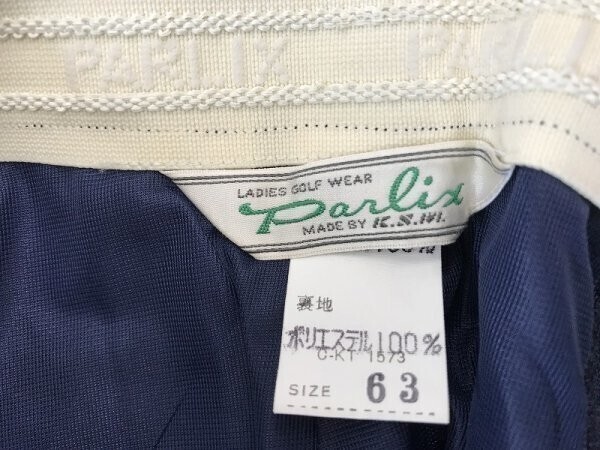 PARLIX PARLIX
LADIES GOLF WEAR
Parlix
MADE BY K.S.M.
裏地
ポリエステル100%
C-KT 1573
SIZE 63